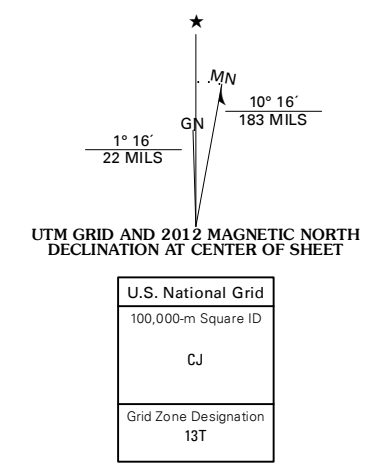 ★
MN
GN
10° 16´
183 MILS
1° 16´
22 MILS
UTM GRID AND 2012 MAGNETIC NORTH
DECLINATION AT CENTER OF SHEET
U.S. National Grid
100,000-m Square ID
CJ
Grid Zone Designation
13T